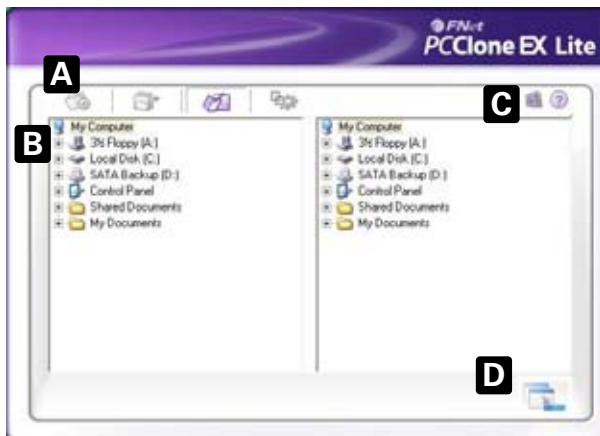 FNet
PCClone EX Lite
A
C
B
My Computer
3½ Floppy (A:)
Local Disk (C:)
SATA Backup (D:)
Control Panel
Shared Documents
My Documents
My Computer
3½ Floppy (A:)
Local Disk (C:)
SATA Backup (D:)
Control Panel
Shared Documents
My Documents
D